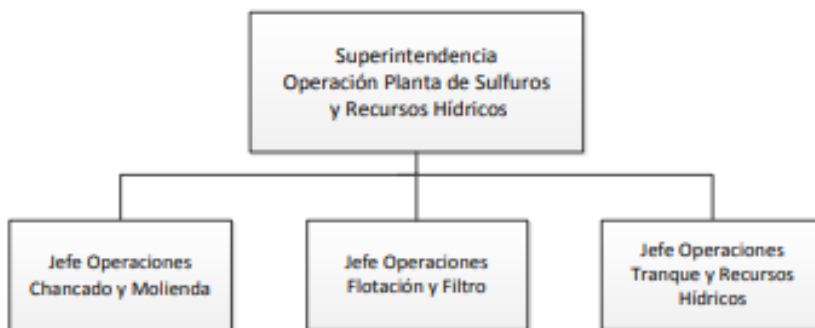 Superintendencia
Operación Planta de Sulfuros
y Recursos Hídricos
Jefe Operaciones
Chancado y Molienda
Jefe Operaciones
Flotación y Filtro
Jefe Operaciones
Tranque y Recursos
Hídricos